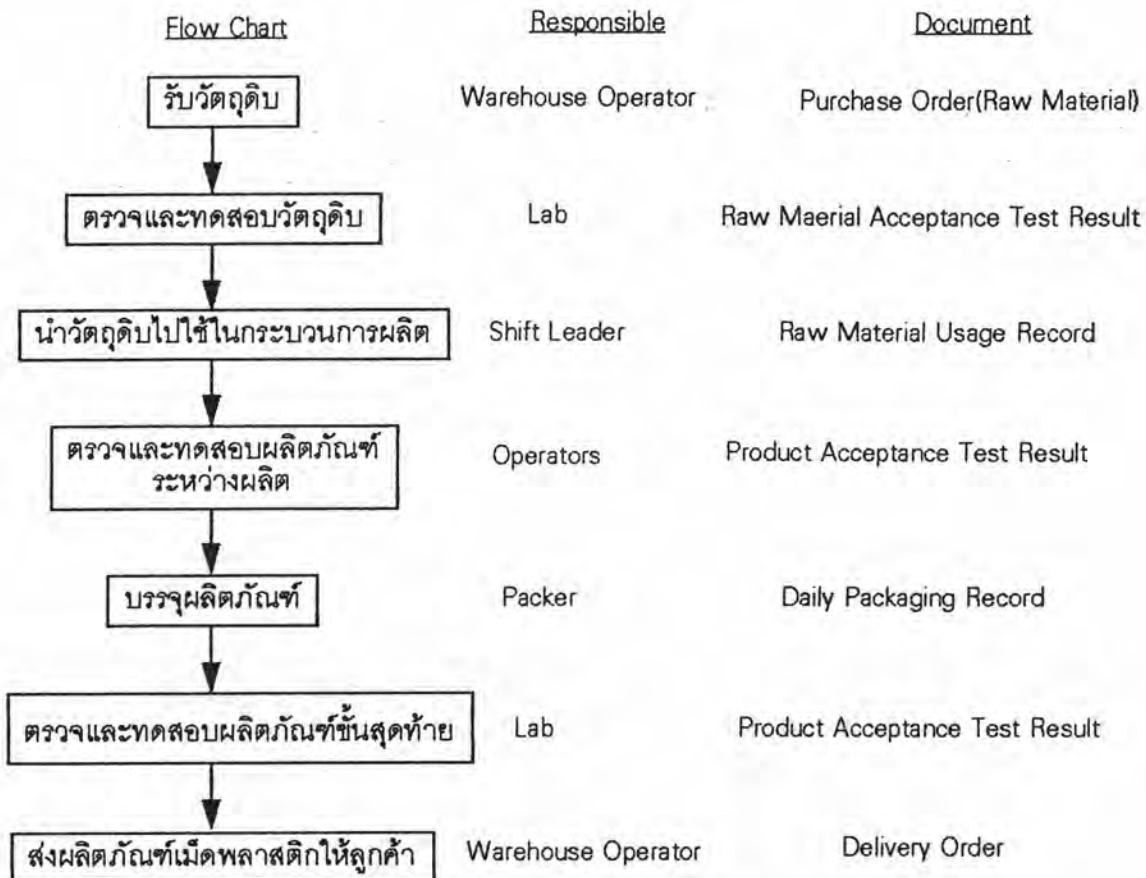 Flow Chart Responsible Document
รับวัตถุดิบ Warehouse Operator Purchase Order(Raw Material)
ตรวจและทดสอบวัตถุดิบ Lab Raw Maerial Acceptance Test Result
นำวัตถุดิบไปใช้ในกระบวนการผลิต Shift Leader Raw Material Usage Record
ตรวจและทดสอบผลิตภัณฑ์
ระหว่างผลิต Operators Product Acceptance Test Result
บรรจุผลิตภัณฑ์ Packer Daily Packaging Record
ตรวจและทดสอบผลิตภัณฑ์ขั้นสุดท้าย Lab Product Acceptance Test Result
ส่งผลิตภัณฑ์เม็ดพลาสติกให้ลูกค้า Warehouse Operator Delivery Order